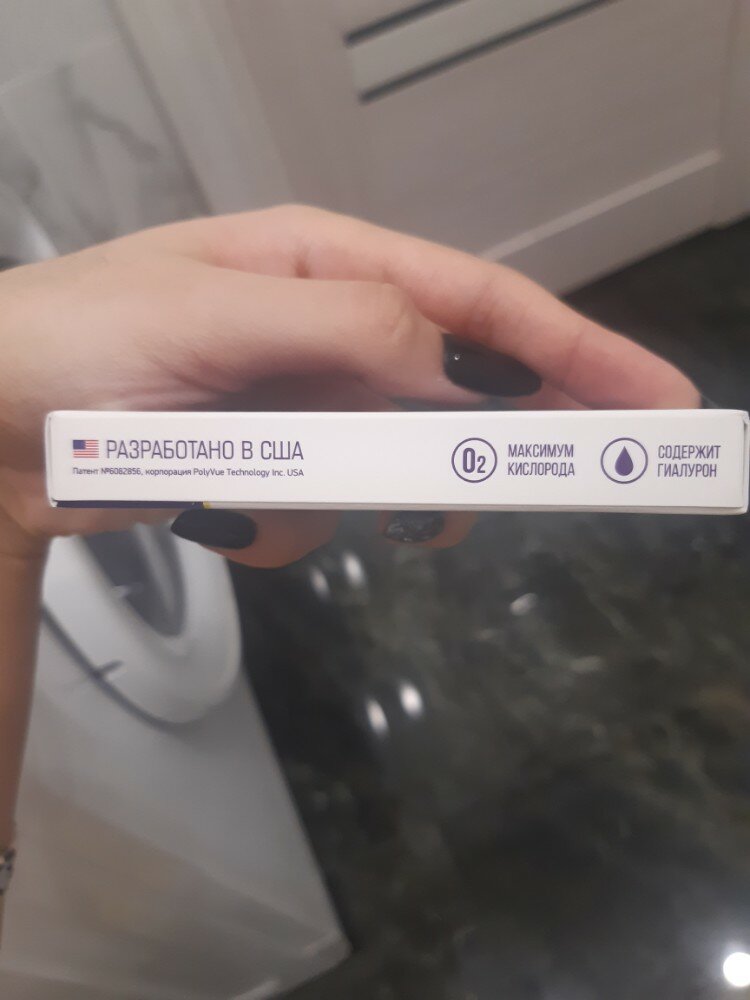 РАЗРАБОТАНО В США
Патент №6082856, корпорация PolyVue Technology Inc. USA
O2
МАКСИМУМ
КИСЛОРОДА
СОДЕРЖИТ
ГИАЛУРОН